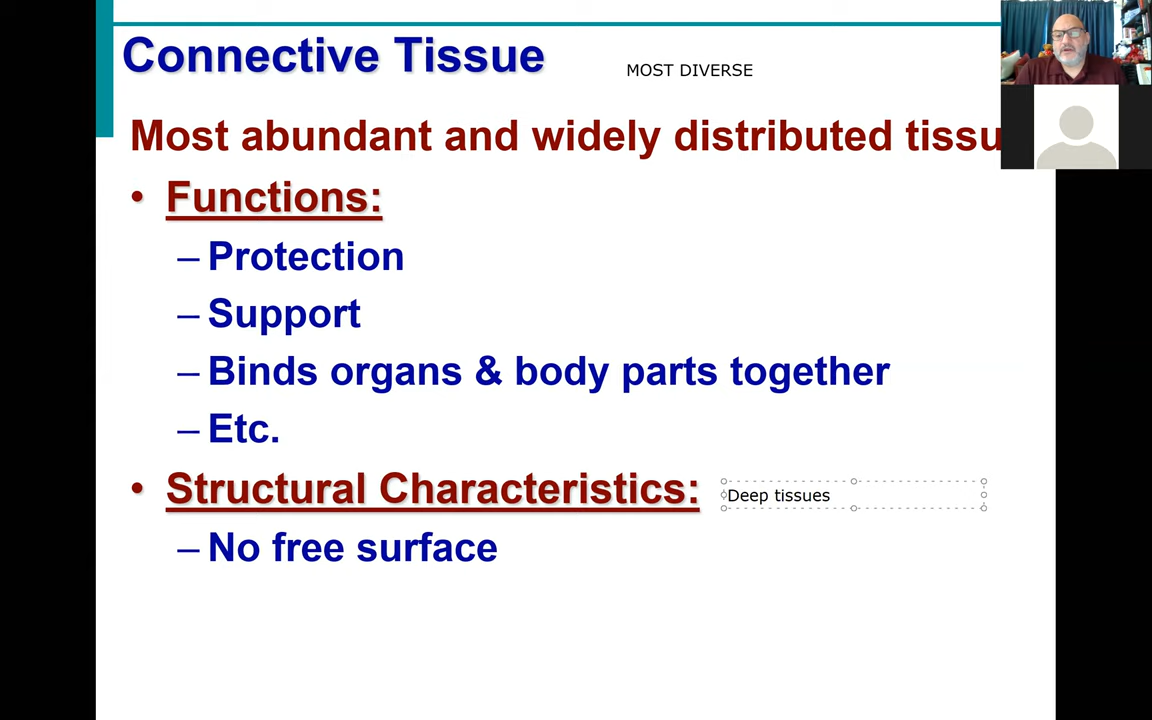 Connective Tissue
MOST DIVERSE
Most abundant and widely distributed tissu
• Functions:
– Protection
– Support
– Binds organs & body parts together
– Etc.
• Structural Characteristics:
Deep tissues
– No free surface